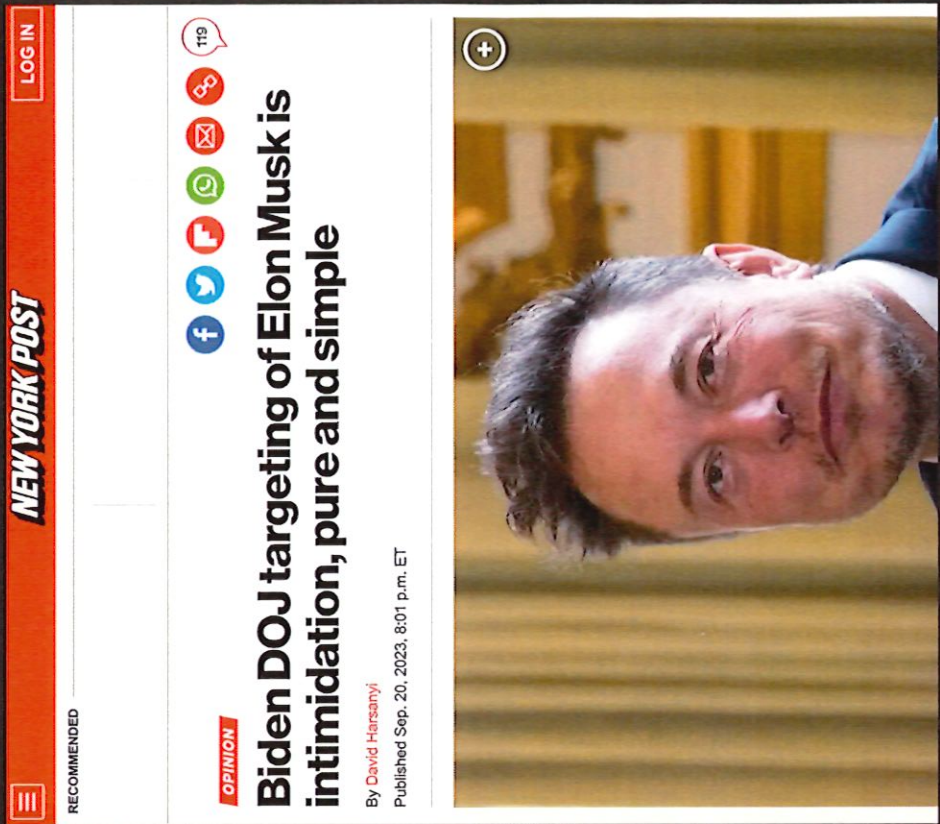 NEW YORK POST
LOG IN
RECOMMENDED
119
OPINION
Biden DOJ targeting of Elon Musk is
intimidation, pure and simple
By David Harsanyi
Published Sep. 20, 2023, 8:01 p.m. ET